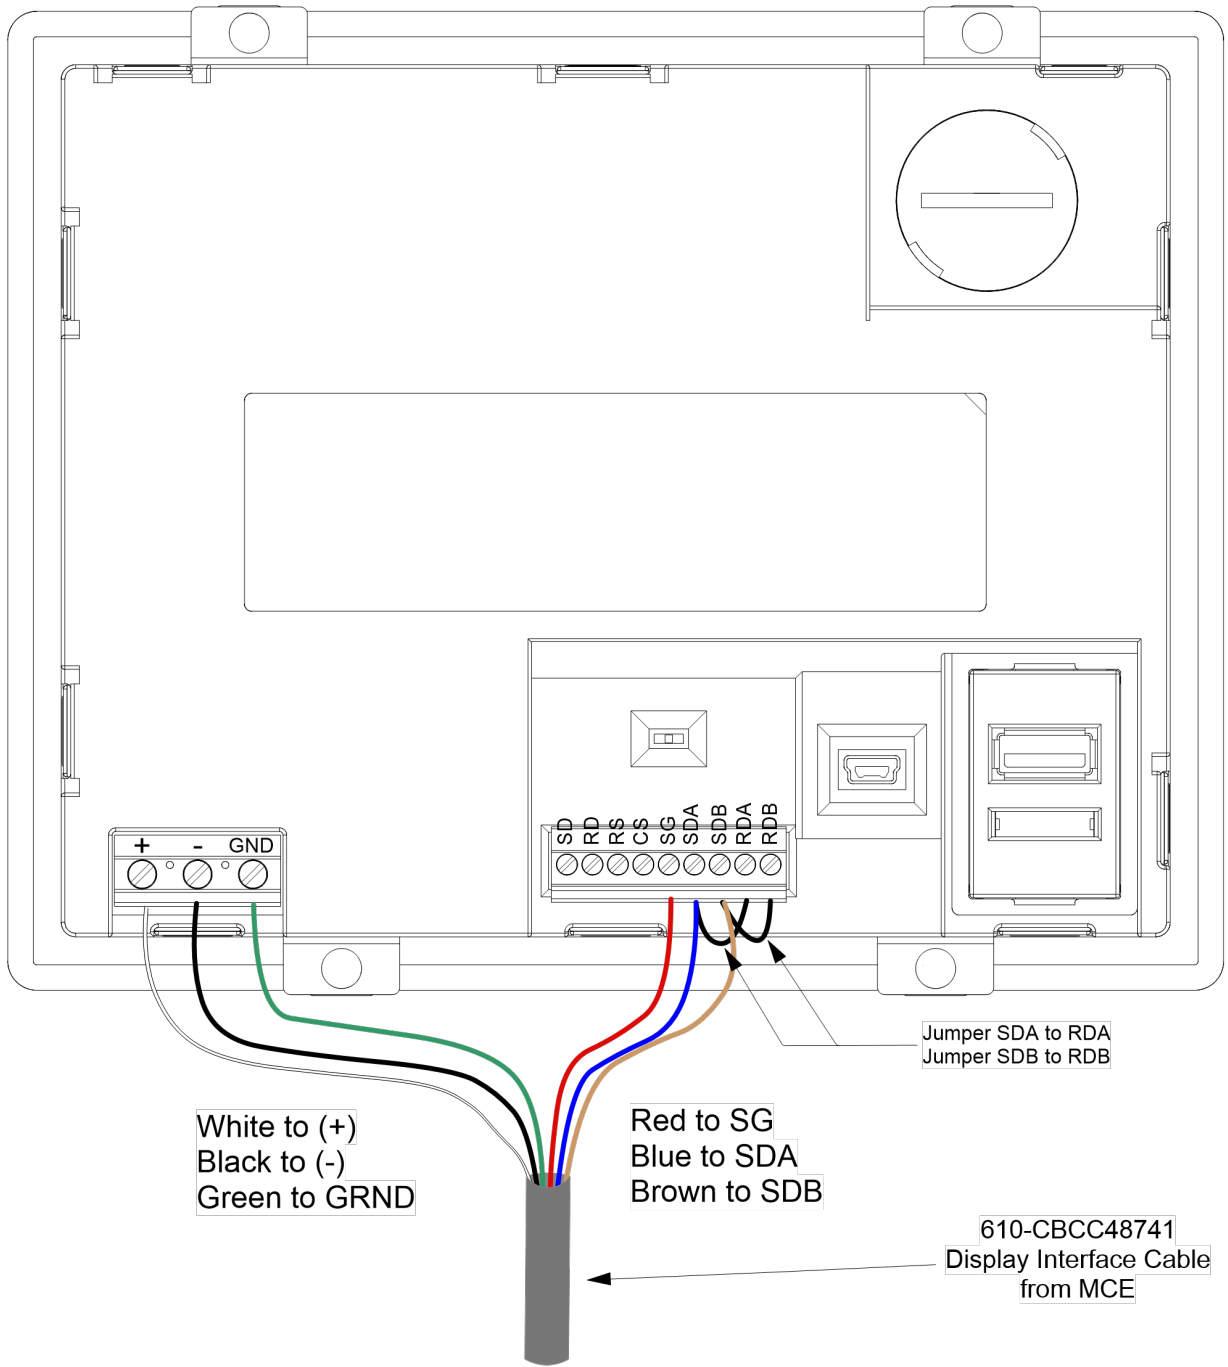 + - GND
SD RD RS CS SG SDA SDB RDA RDB
Jumper SDA to RDA
Jumper SDB to RDB
White to (+)
Black to (-)
Green to GRND
Red to SG
Blue to SDA
Brown to SDB
610-CBCC48741
Display Interface Cable
from MCE